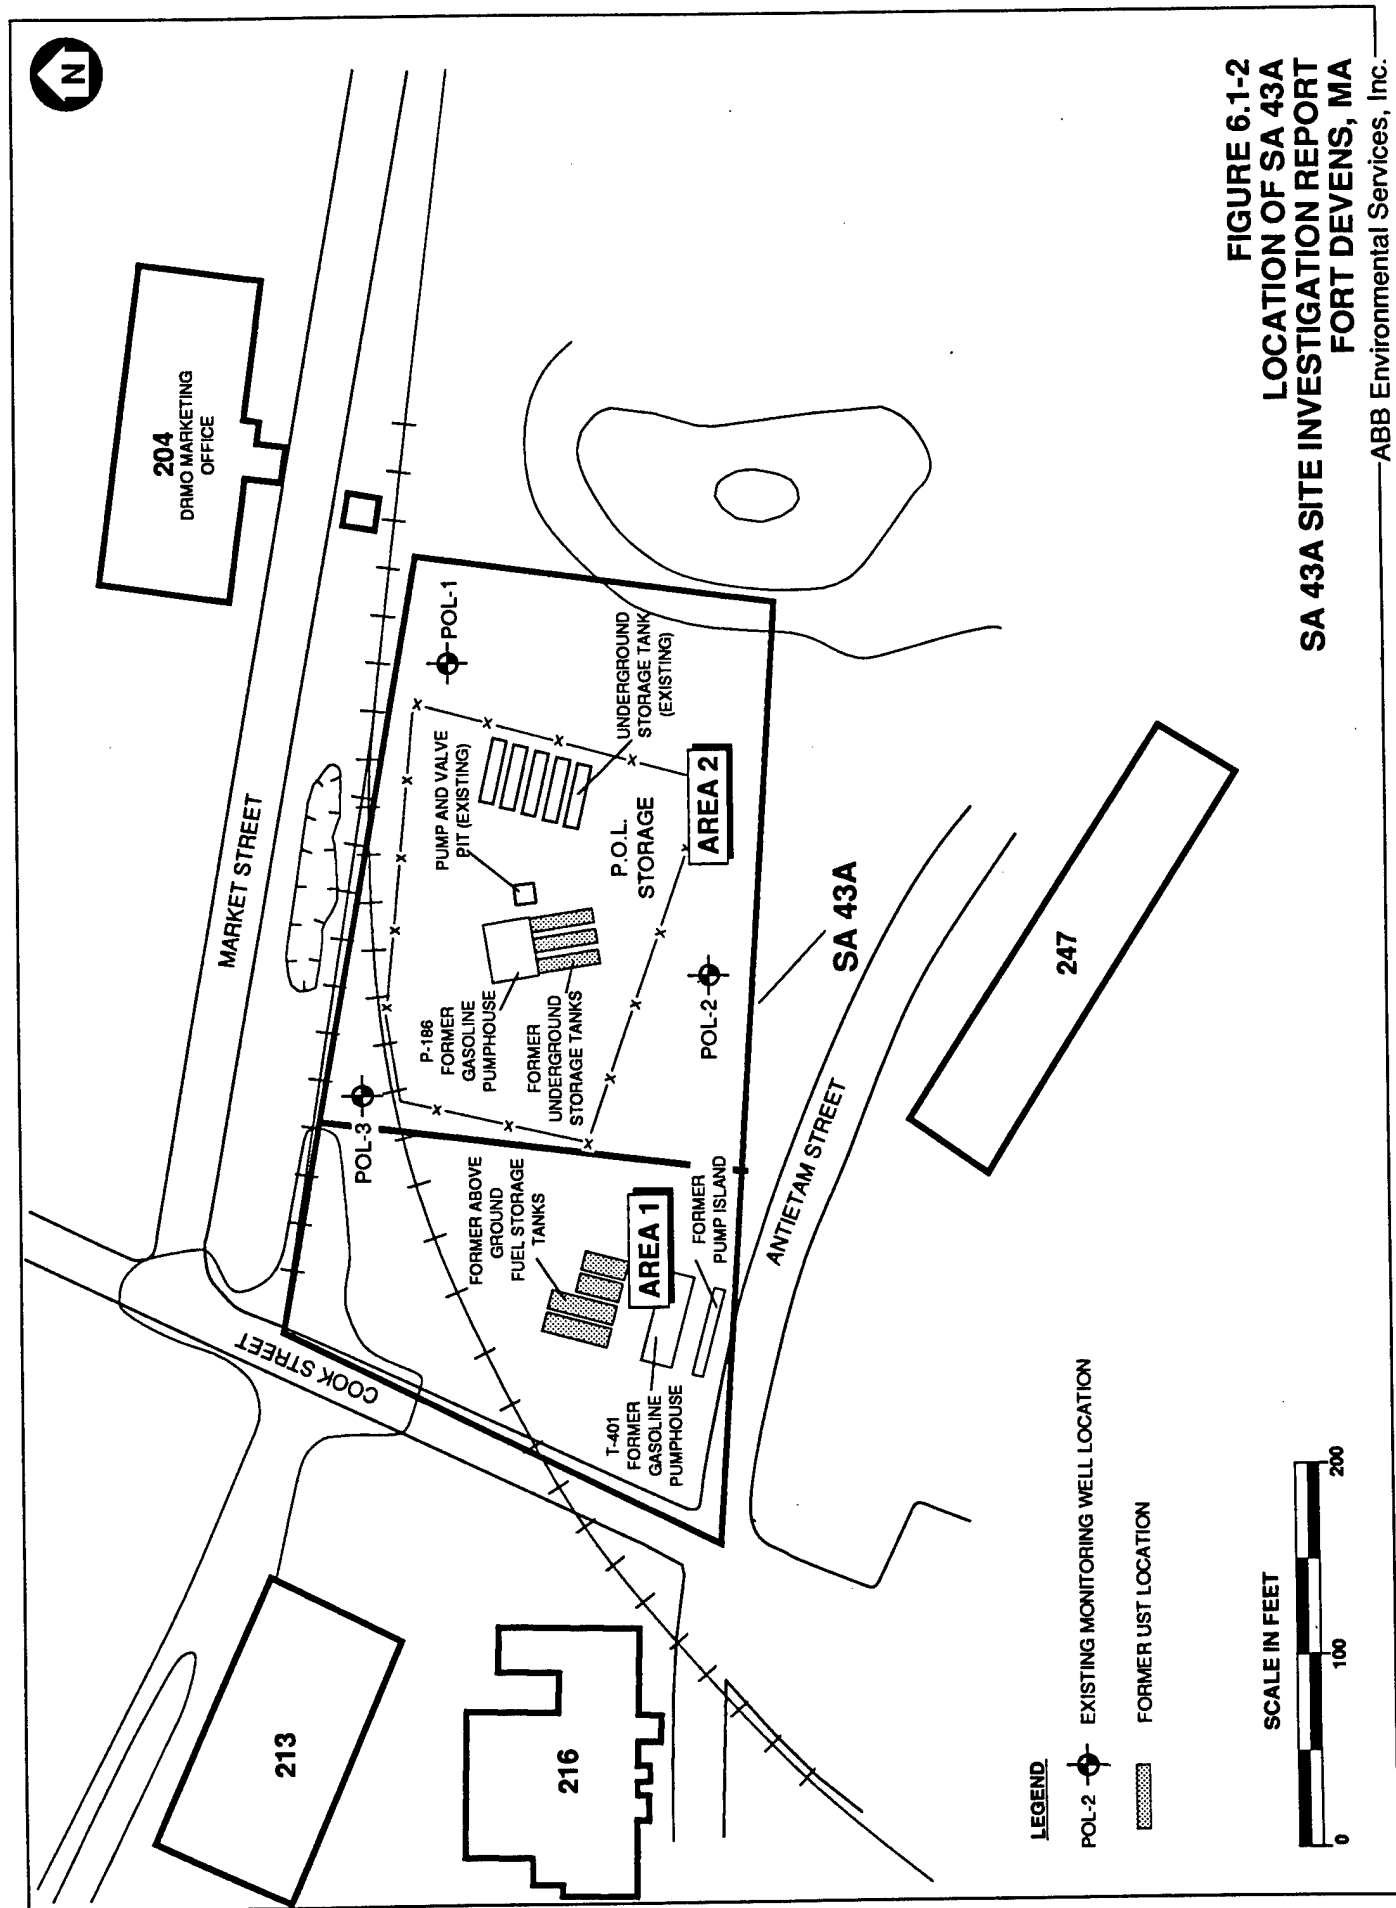 N
204
DRMO MARKETING
OFFICE
MARKET STREET
COOK STREET
213
216
POL-3
POL-1
PUMP AND VALVE
PIT (EXISTING)
UNDERGROUND
STORAGE TANK
(EXISTING)
P-186
FORMER
GASOLINE
PUMPHOUSE
FORMER
UNDERGROUND
STORAGE TANKS
P.O.L.
STORAGE
AREA 2
POL-2
FORMER ABOVE
GROUND
FUEL STORAGE
TANKS
AREA 1
FORMER
PUMP ISLAND
T-401
FORMER
GASOLINE
PUMPHOUSE
SA 43A
ANTIETAM STREET
247
LEGEND
POL-2 EXISTING MONITORING WELL LOCATION
FORMER UST LOCATION
SCALE IN FEET
0 100 200
FIGURE 6.1-2
LOCATION OF SA 43A
SA 43A SITE INVESTIGATION REPORT
FORT DEVENS, MA
ABB Environmental Services, Inc.